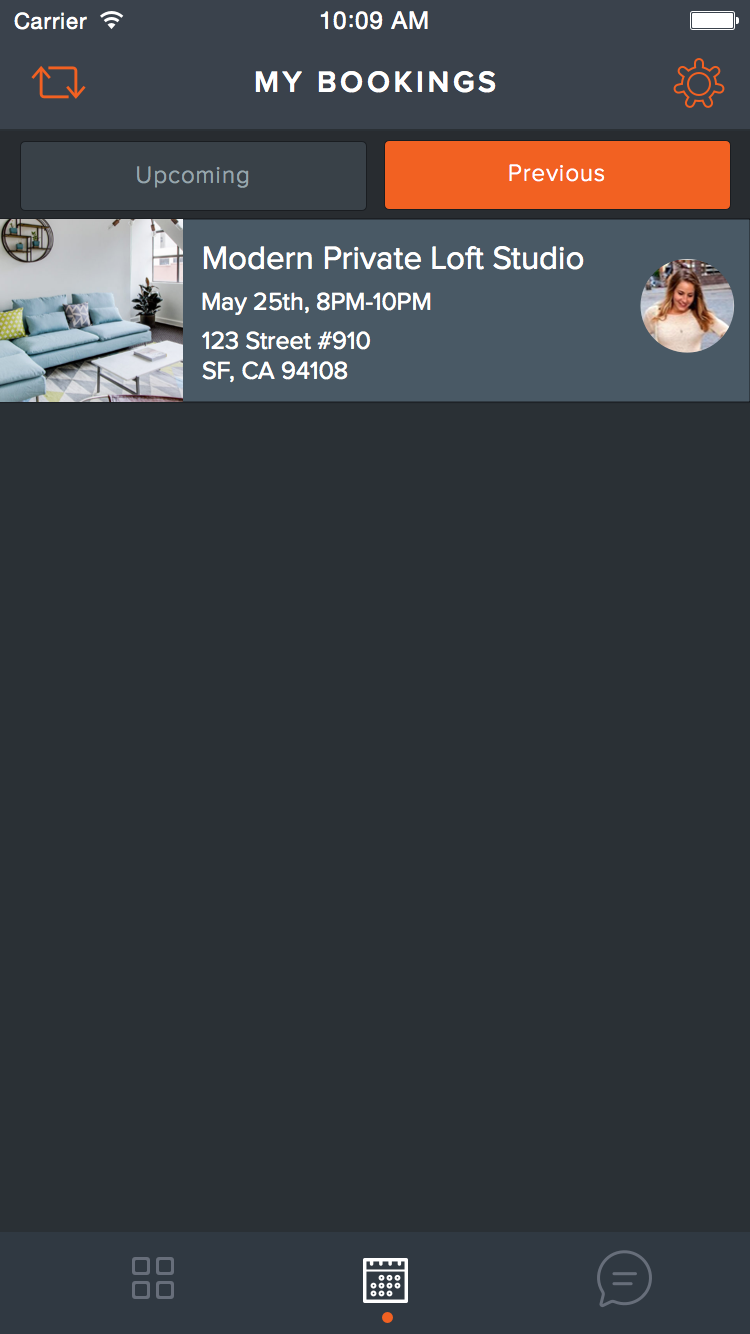 Carrier 10:09 AM
MY BOOKINGS
Upcoming Previous
Modern Private Loft Studio
May 25th, 8PM-10PM
123 Street #910
SF, CA 94108